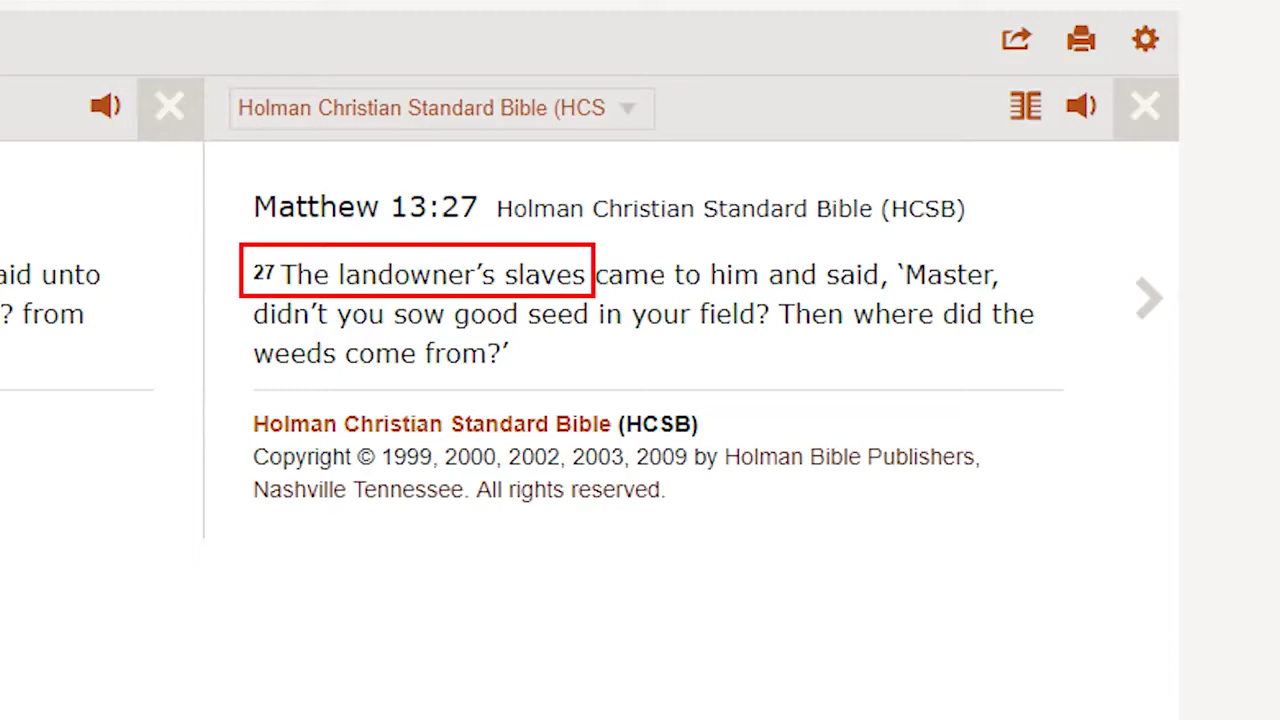 Holman Christian Standard Bible (HCS
Matthew 13:27 Holman Christian Standard Bible (HCSB)
aid unto
? from
27 The landowner’s slaves came to him and said, ‘Master,
didn’t you sow good seed in your field? Then where did the
weeds come from?’
Holman Christian Standard Bible (HCSB)
Copyright © 1999, 2000, 2002, 2003, 2009 by Holman Bible Publishers,
Nashville Tennessee. All rights reserved.